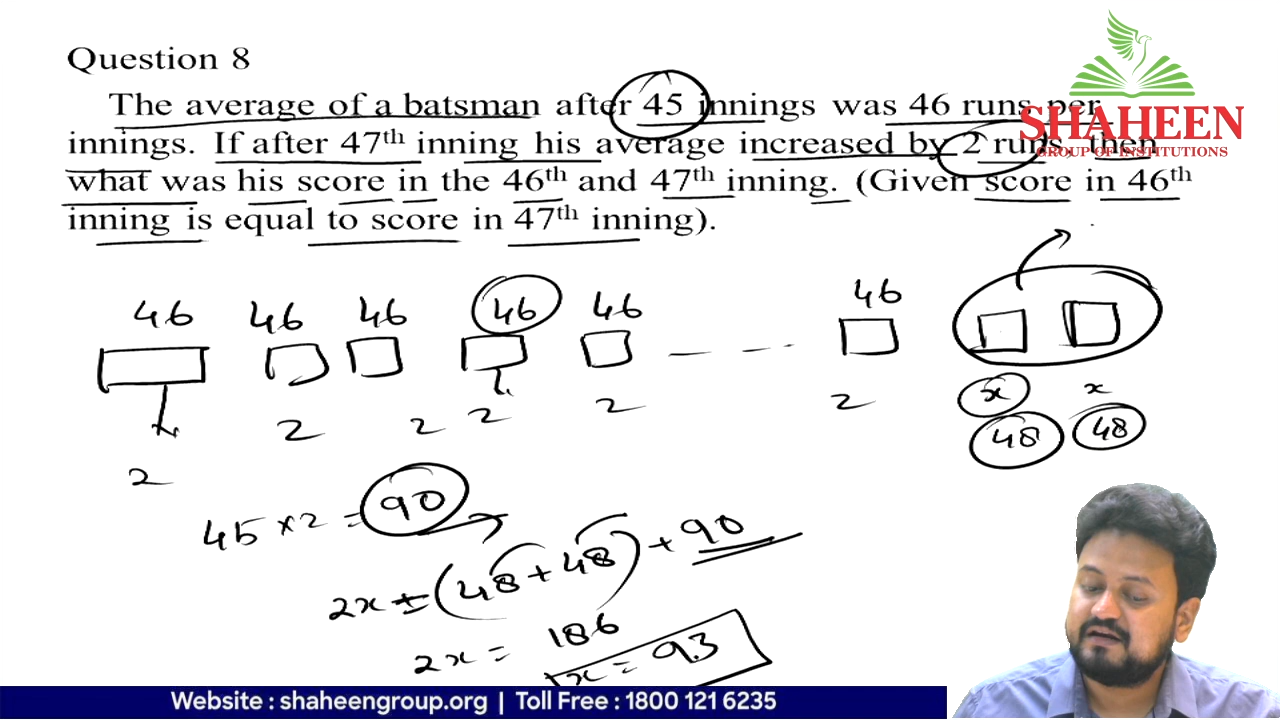 Question 8
The average of a batsman after 45 innings was 46 runs per
innings. If after 47th inning his average increased by 2 runs then
what was his score in the 46th and 47th inning. (Given score in 46th
inning is equal to score in 47th inning).
SHAHEEN
GROUP OF INSTITUTIONS
46 46 46 46 46 46
x x
2 2 2 2 2 2 48 48
45 × 2 = 90
2x = (48 + 48) + 90
2x = 186
x = 93
Website : shaheengroup.org | Toll Free : 1800 121 6235